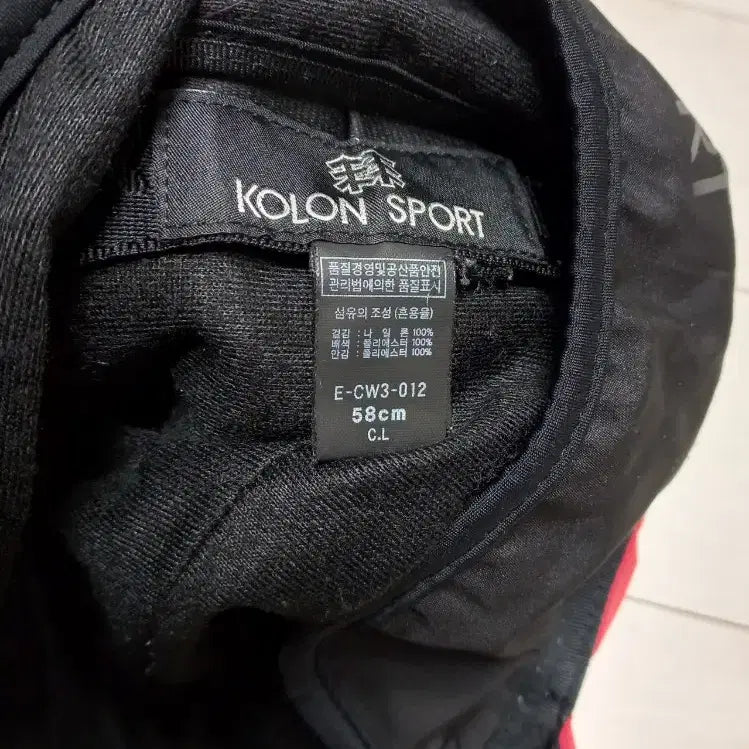 KOLON SPORT
품질경영및공산품안전
관리법에의한 품질표시
섬유의 조성 (혼용율)
겉감 : 나 일 론 100%
배색 : 폴리에스터 100%
안감 : 폴리에스터 100%
E-CW3-012
58cm
C.L